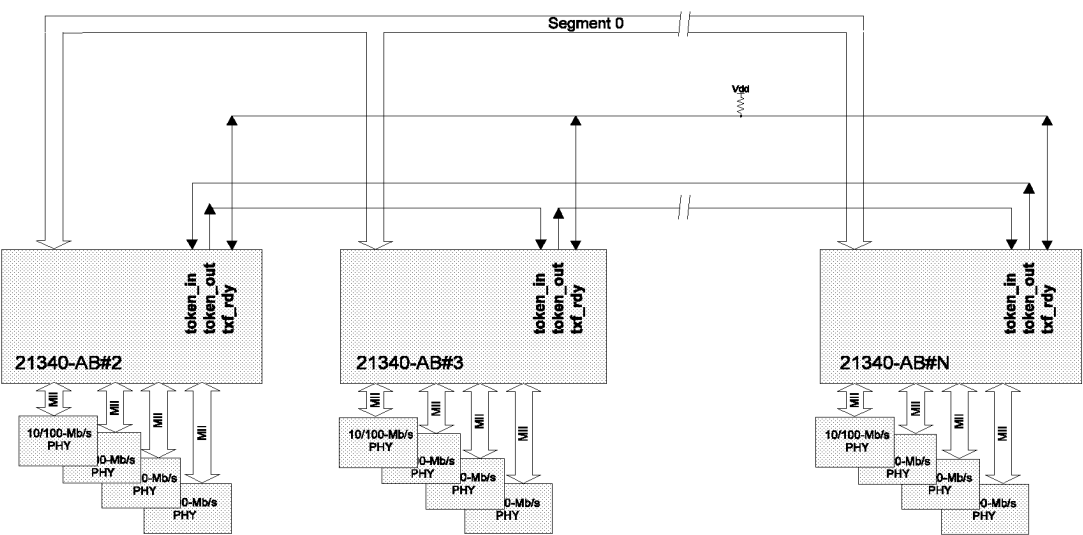 Segment 0
Vdd
token_in
token_out
txf_rdy
token_in
token_out
txf_rdy
token_in
token_out
txf_rdy
21340-AB#2
21340-AB#3
21340-AB#N
MII
MII
MII
MII
MII
MII
MII
MII
MII
MII
MII
MII
10/100-Mb/s
PHY
0-Mb/s
PHY
0-Mb/s
PHY
0-Mb/s
PHY
10/100-Mb/s
PHY
0-Mb/s
PHY
0-Mb/s
PHY
0-Mb/s
PHY
10/100-Mb/s
PHY
0-Mb/s
PHY
0-Mb/s
PHY
0-Mb/s
PHY